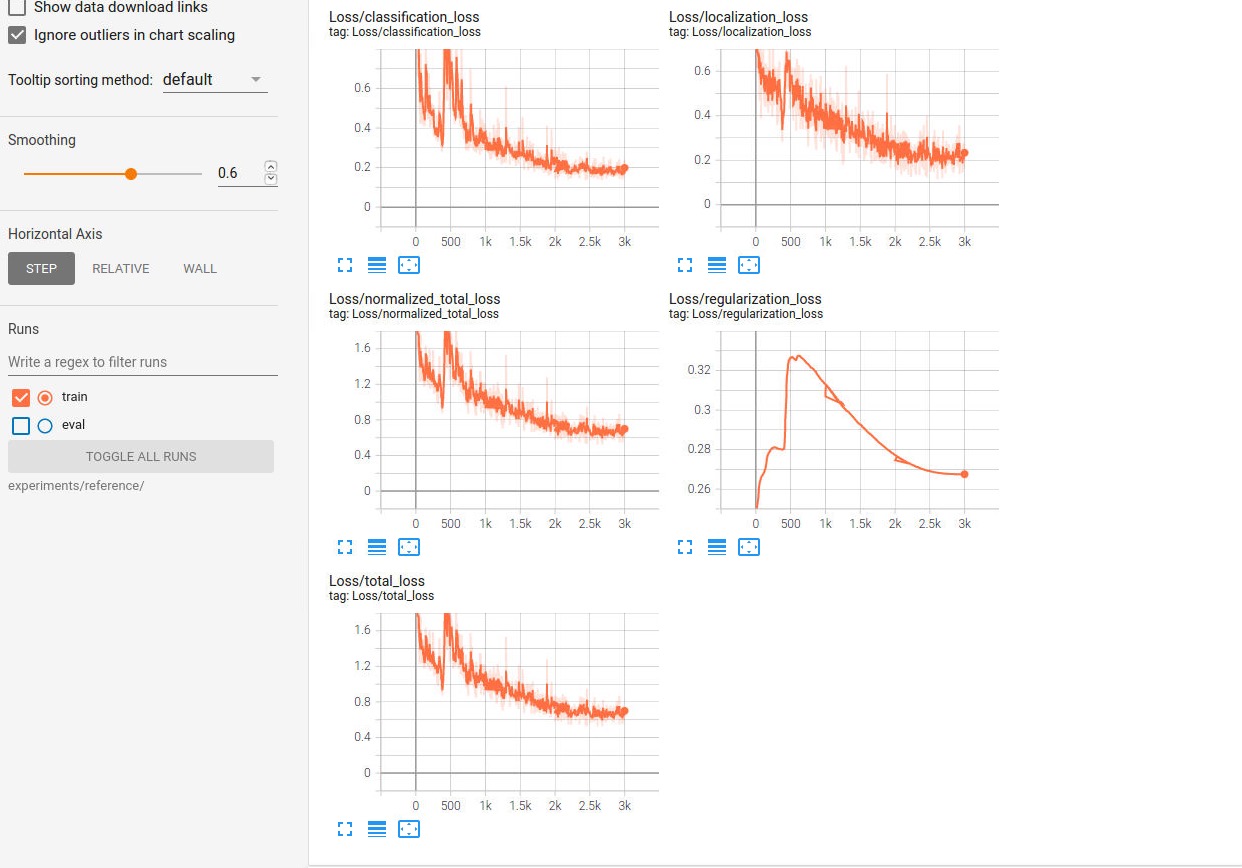 Show data download links
Ignore outliers in chart scaling
Tooltip sorting method: default
Smoothing
0.6
Horizontal Axis
STEP RELATIVE WALL
Runs
Write a regex to filter runs
train
eval
TOGGLE ALL RUNS
experiments/reference/
Loss/classification_loss
tag: Loss/classification_loss
0.6
0.4
0.2
0
0 500 1k 1.5k 2k 2.5k 3k
Loss/localization_loss
tag: Loss/localization_loss
0.6
0.4
0.2
0
0 500 1k 1.5k 2k 2.5k 3k
Loss/normalized_total_loss
tag: Loss/normalized_total_loss
1.6
1.2
0.8
0.4
0
0 500 1k 1.5k 2k 2.5k 3k
Loss/regularization_loss
tag: Loss/regularization_loss
0.32
0.3
0.28
0.26
0 500 1k 1.5k 2k 2.5k 3k
Loss/total_loss
tag: Loss/total_loss
1.6
1.2
0.8
0.4
0
0 500 1k 1.5k 2k 2.5k 3k